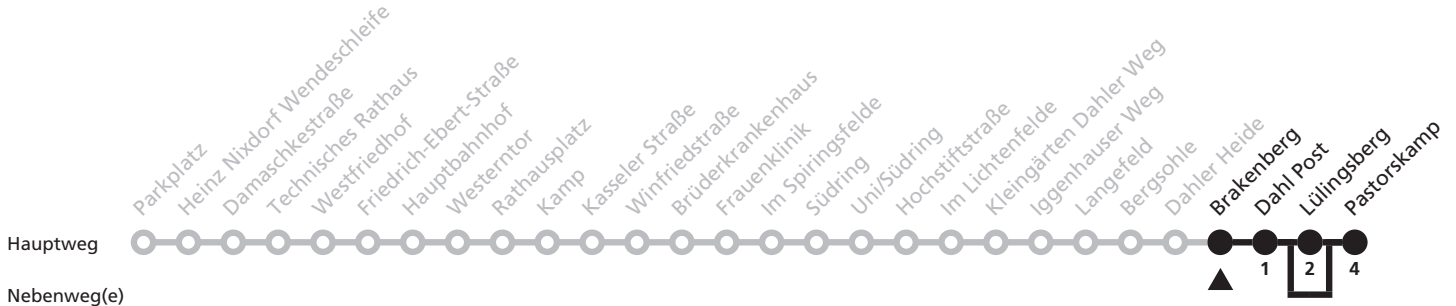 Parkplatz
Heinz Nixdorf Wendeschleife
Damaschkestraße
Technisches Rathaus
Westfriedhof
Friedrich-Ebert-Straße
Hauptbahnhof
Westerntor
Rathausplatz
Kamp
Kasseler Straße
Winfriedstraße
Brüderkrankenhaus
Frauenklinik
Im Spiringsfelde
Südring
Uni/Südring
Hochstiftstraße
Im Lichtenfelde
Kleingärten Dahler Weg
Iggenhauser Weg
Langefeld
Bergsohle
Dahler Heide
Brakenberg
Dahl Post
Lülingsberg
Pastorskamp
Hauptweg
1 2 4
Nebenweg(e)